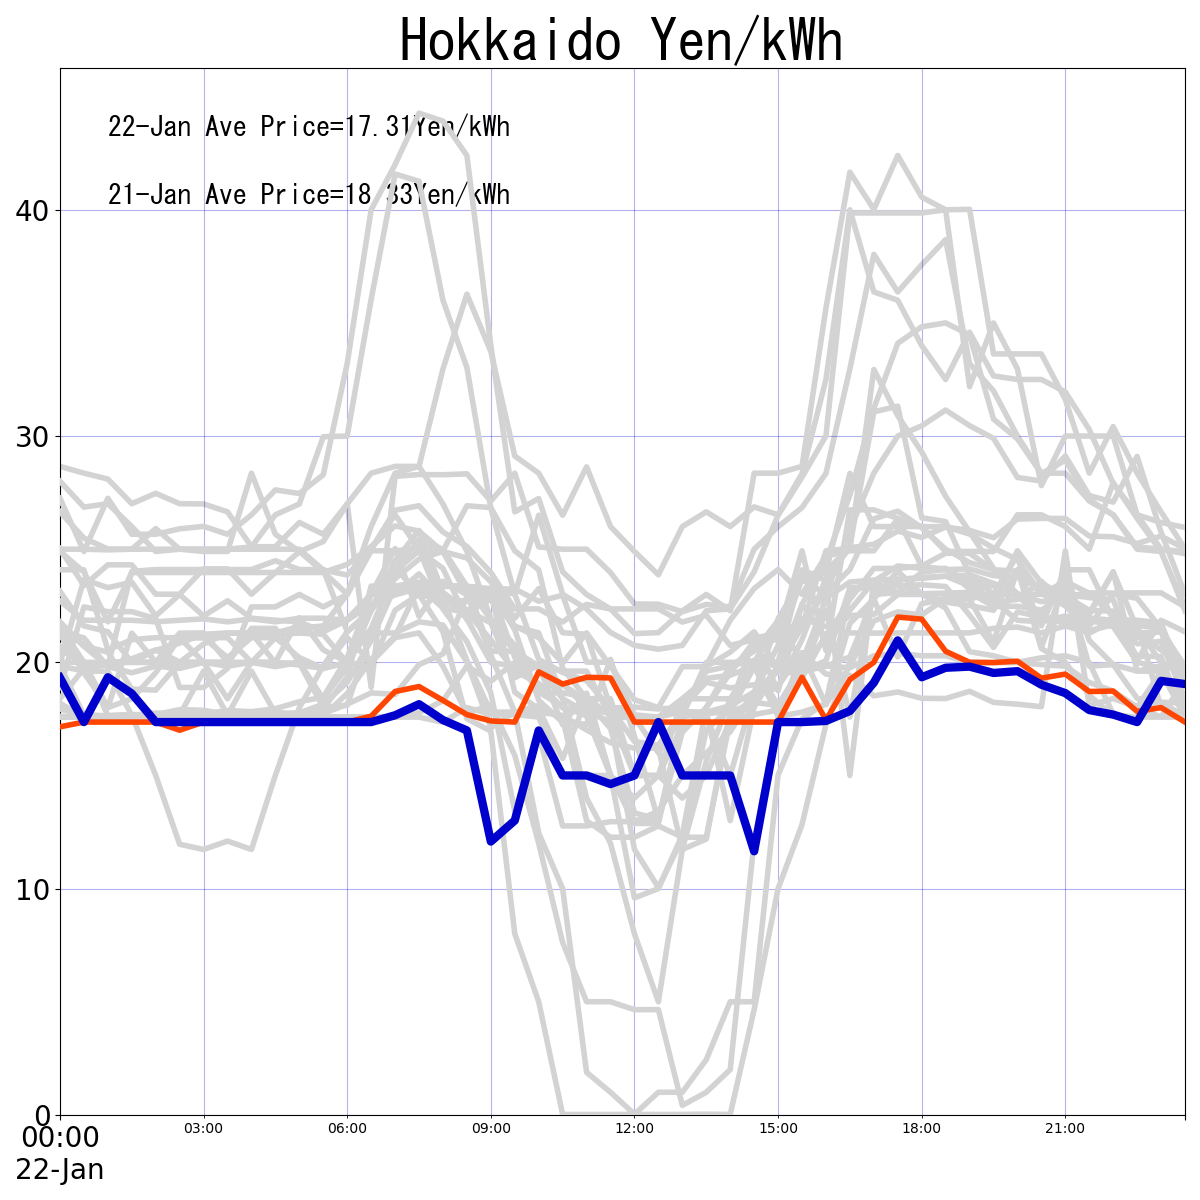 Hokkaido Yen/kWh
22-Jan Ave Price=17.31Yen/kWh
21-Jan Ave Price=18.33Yen/kWh
40
30
20
10
0
00:00 03:00 06:00 09:00 12:00 15:00 18:00 21:00
22-Jan